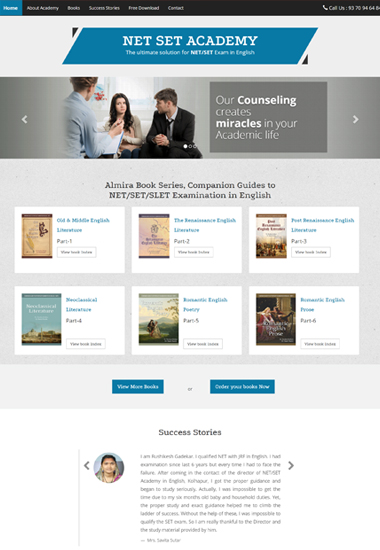 Home About Academy Books Success Stories Free Download Contact Call Us : 93 70 94 64 84
NET SET ACADEMY
The ultimate solution for NET/SET Exam in English
Our Counseling
creates
miracles in your
Academic life
Almira Book Series, Companion Guides to
NET/SET/SLET Examination in English
Old & Middle English
Literature
Part-1
View book index
The Renaissance English
Literature
Part-2
View book index
Post Renaissance English
Literature
Part-3
View book index
Neoclassical
Literature
Part-4
View book index
Romantic English
Poetry
Part-5
View book index
Romantic English
Prose
Part-6
View book index
View More Books
or
Order your books Now
Success Stories
I am Rushikesh Gadekar. I qualified NET with JRF in English. I had
examination since last 6 years but every time I had to face the
failure. After coming in the contact of the director of NET/SET
Academy in English, Kolhapur, I got the proper guidance and
began to study seriously. Actually, I was impossible to get the
time due to my six months old baby and household duties. Yet,
the proper study and exact guidance helped me to climb the
ladder of success. Without the help of these, I was impossible to
qualify the SET exam. So I am really thankful to the Director and
the study material provided by him.
— Mrs. Savita Sutar